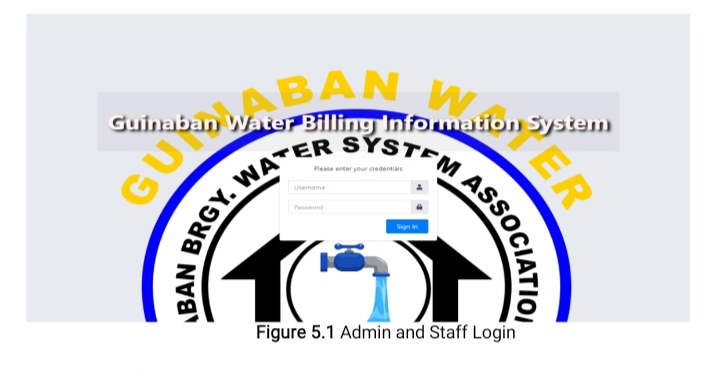 GUINABAN WATER
Guinaban Water Billing Information System
ABAN BRGY. WATER SYSTEM ASSOCIATIO
Please enter your credentials
Username
Password
Sign In
Figure 5.1 Admin and Staff Login